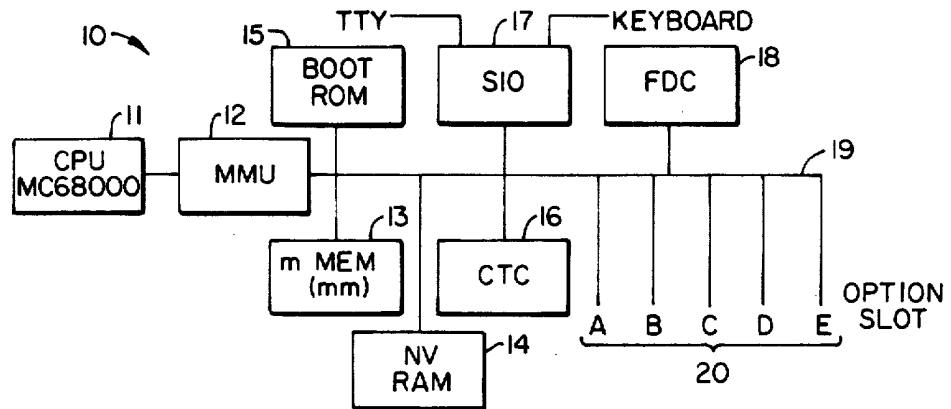 TTY
KEYBOARD
10
15
17
18
BOOT
ROM
SIO
FDC
11
12
19
CPU
MC68000
MMU
13
16
m MEM
(mm)
CTC
OPTION
SLOT
A B C D E
14
20
NV
RAM